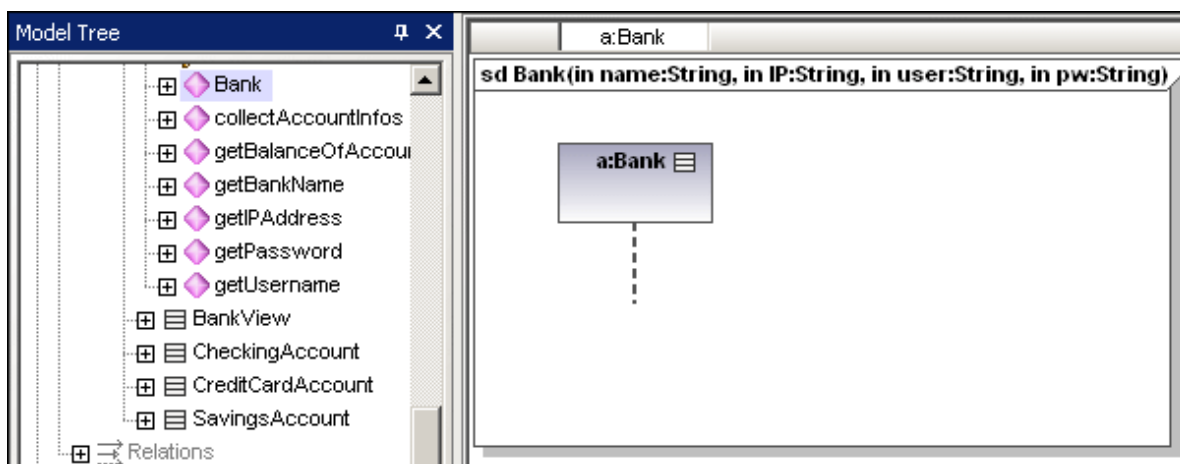 Model Tree
Bank
collectAccountInfos
getBalanceOfAccou
getBankName
getIPAddress
getPassword
getUsername
BankView
CheckingAccount
CreditCardAccount
SavingsAccount
Relations
a:Bank
sd Bank(in name:String, in IP:String, in user:String, in pw:String)
a:Bank